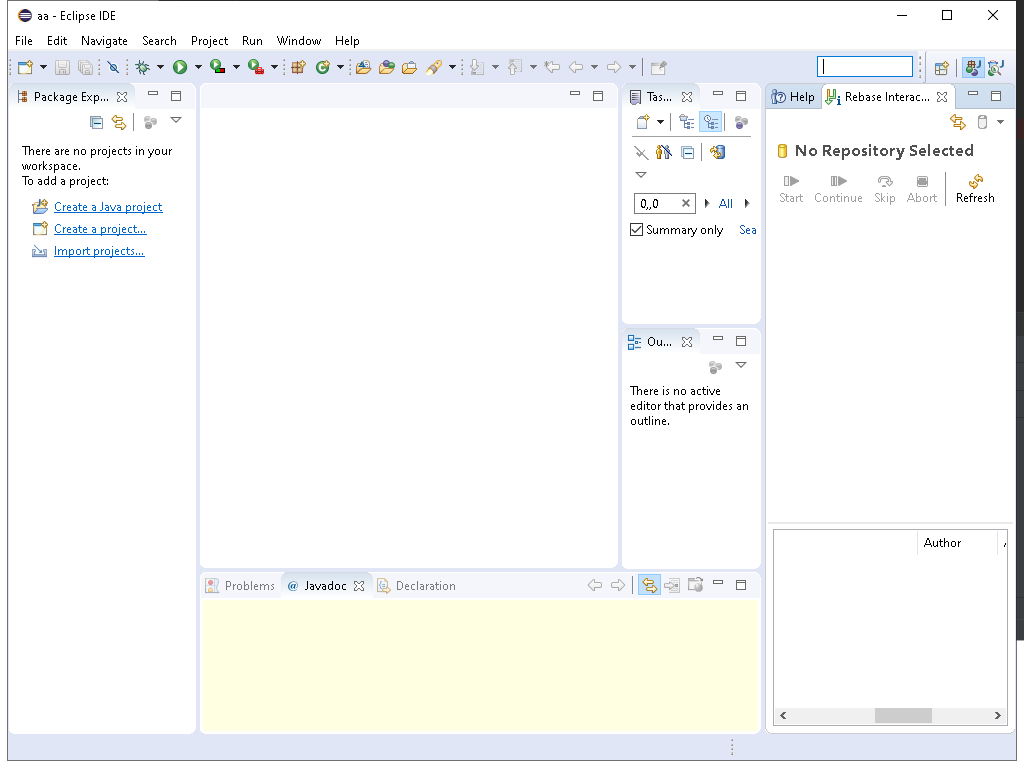 aa - Eclipse IDE
File Edit Navigate Search Project Run Window Help
Package Exp...
There are no projects in your
workspace.
To add a project:
Create a Java project
Create a project...
Import projects...
Tas...
0,,0
All
Summary only
Sea
Ou...
There is no active
editor that provides an
outline.
Help
Rebase Interac...
No Repository Selected
Start Continue Skip Abort Refresh
Author
Problems
@ Javadoc
Declaration